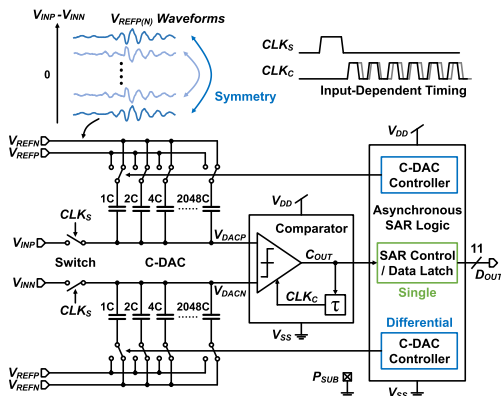 V_INP - V_INN
V_REFP(N) Waveforms
0
Symmetry
CLK_S
CLK_C
Input-Dependent Timing
V_REFN
V_REFP
1C 2C 4C 2048C
CLK_S
V_INP
V_DACP
Switch
C-DAC
V_INN
V_DACN
CLK_S
1C 2C 4C 2048C
V_REFP
V_REFN
V_DD
Comparator
C_OUT
CLK_C
τ
V_SS
P_SUB
V_DD
C-DAC
Controller
Asynchronous
SAR Logic
SAR Control
/ Data Latch
Single
11
D_OUT
Differential
C-DAC
Controller
V_SS